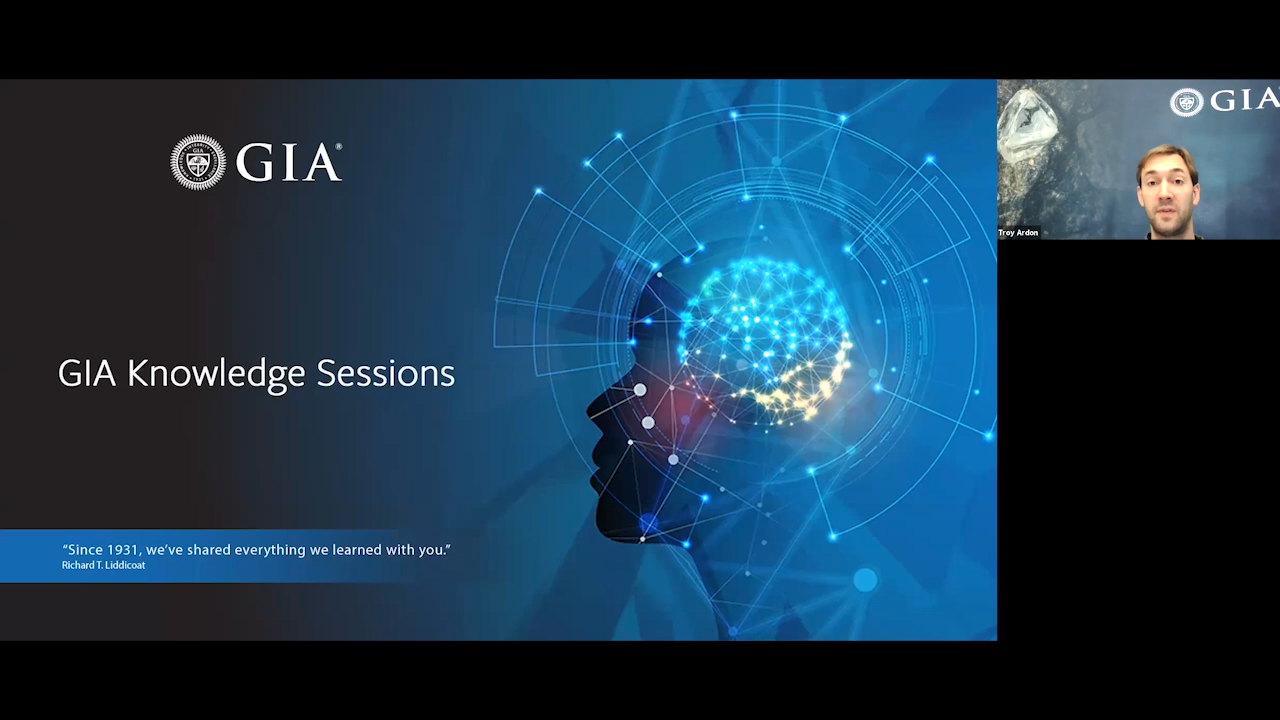 GIA®
GIA Knowledge Sessions
“Since 1931, we’ve shared everything we learned with you.”
Richard T. Liddicoat
GIA
Troy Ardon